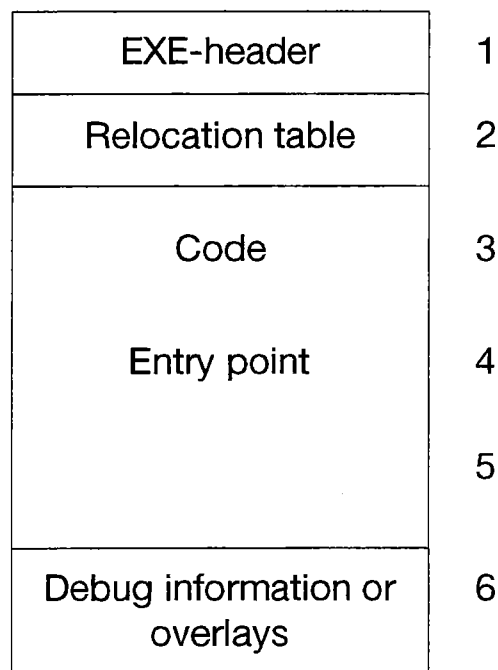 EXE-header 1
Relocation table 2
Code 3
Entry point 4
5
Debug information or 6
overlays